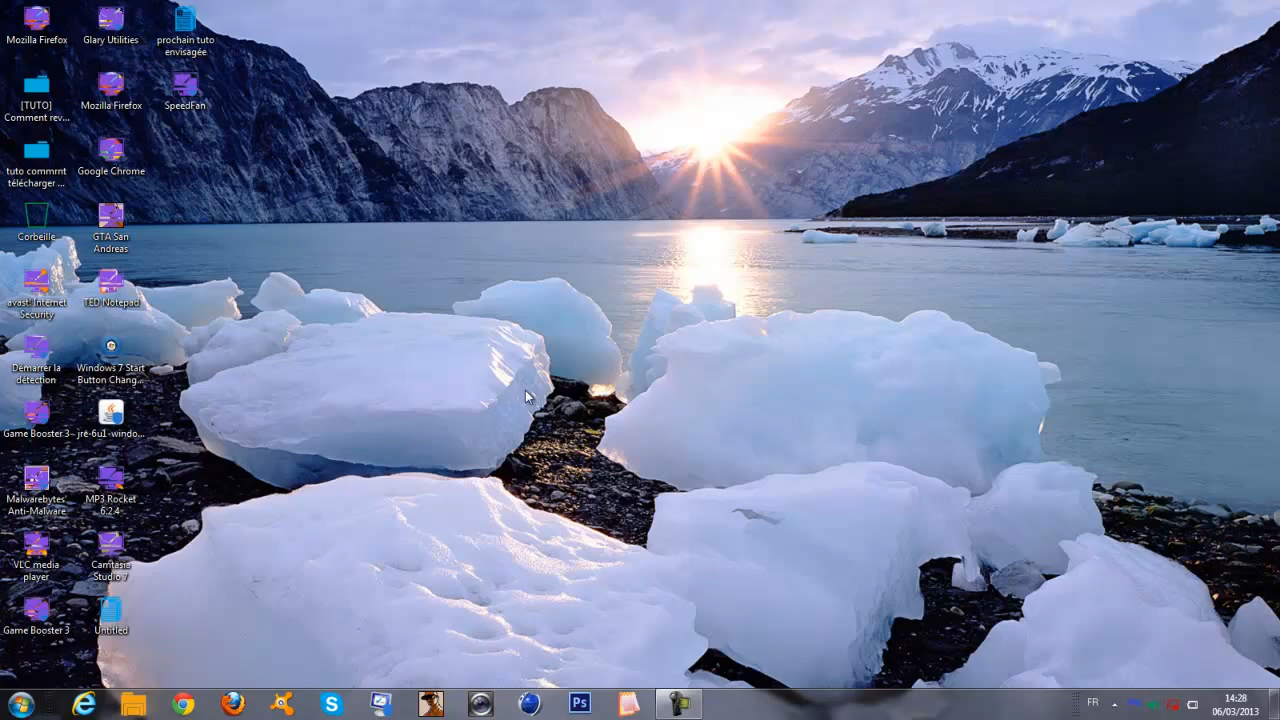 Mozilla Firefox
[TUTO]
Comment rev...
tuto commrnt
télécharger ...
Corbeille
avast! Internet
Security
Démarrer la
détection
Game Booster 3
Malwarebytes
Anti-Malware
VLC media
player
Game Booster 3
Glary Utilities
Mozilla Firefox
Google Chrome
GTA San
Andreas
TED Notepad
Windows 7 Start
Button Chang...
jre-6u1-windo...
MP3 Rocket
6.2.4
Camtasia
Studio 7
Untitled
prochain tuto
envisagée
SpeedFan
Ps
FR
14:28
06/03/2013